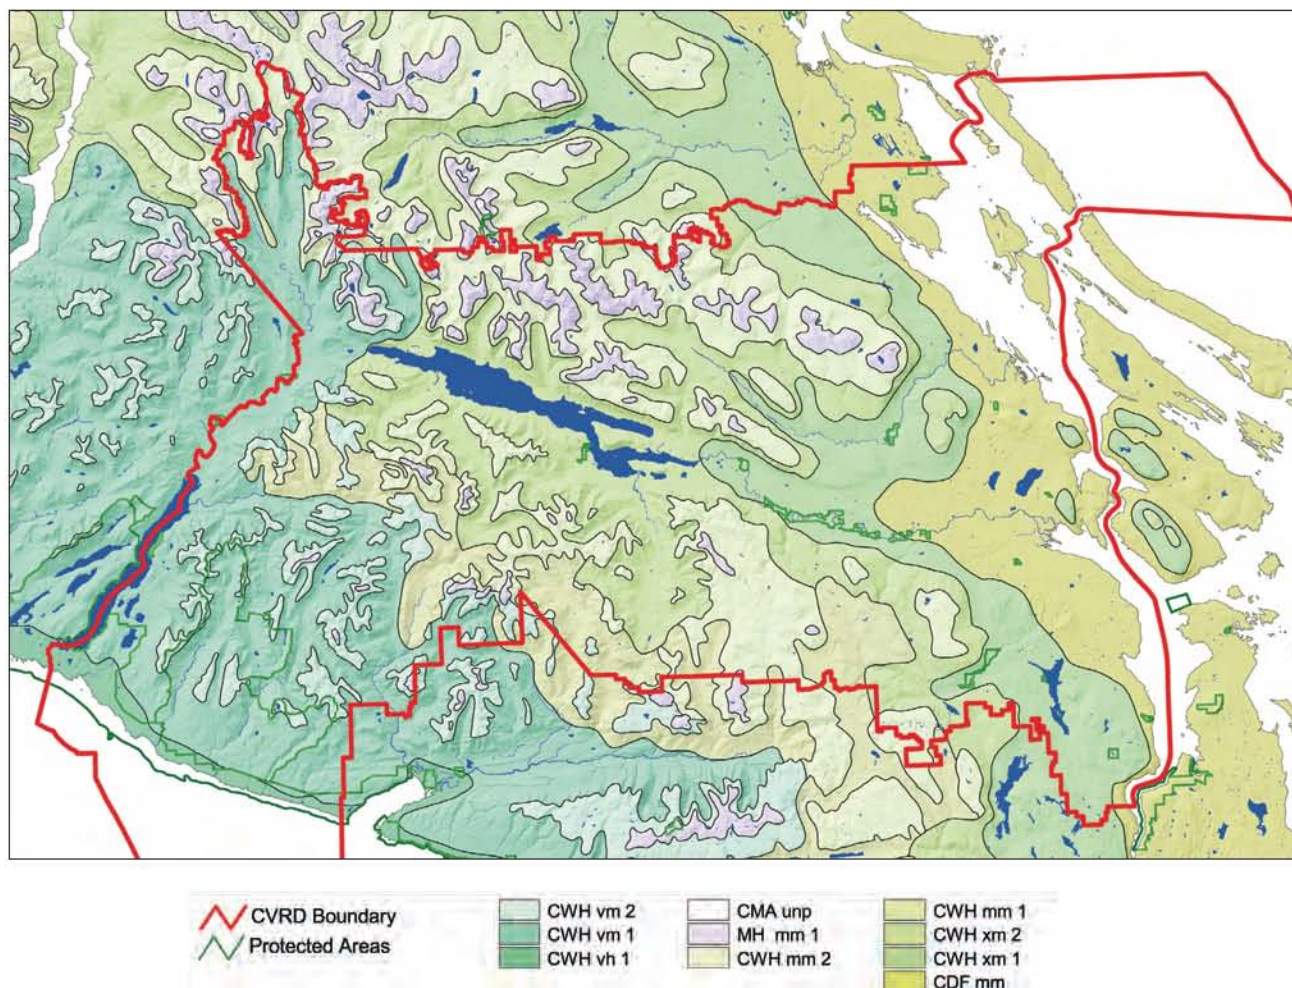 CVRD Boundary
Protected Areas
CWH vm 2
CWH vm 1
CWH vh 1
CMA unp
MH mm 1
CWH mm 2
CWH mm 1
CWH xm 2
CWH xm 1
CDF mm